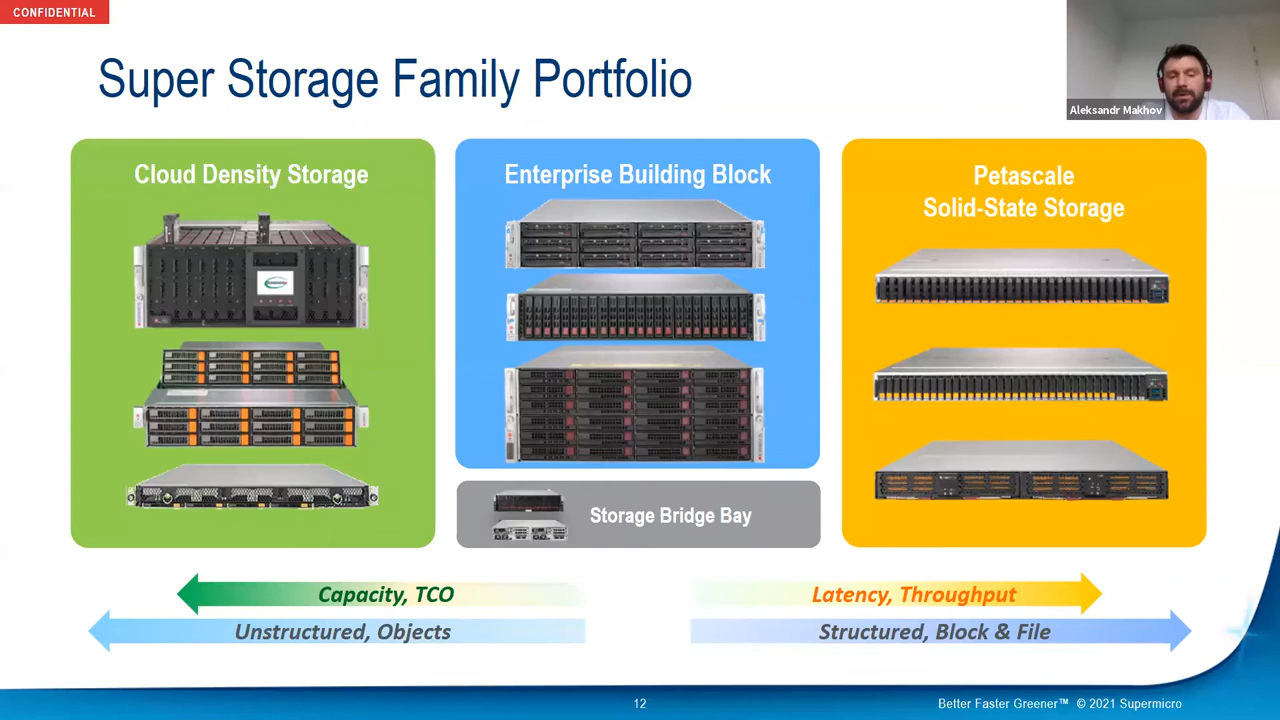 CONFIDENTIAL
Super Storage Family Portfolio
Aleksandr Makhov
Cloud Density Storage
Enterprise Building Block
Petascale
Solid-State Storage
Storage Bridge Bay
Capacity, TCO
Latency, Throughput
Unstructured, Objects
Structured, Block & File
12
Better Faster Greener™ © 2021 Supermicro